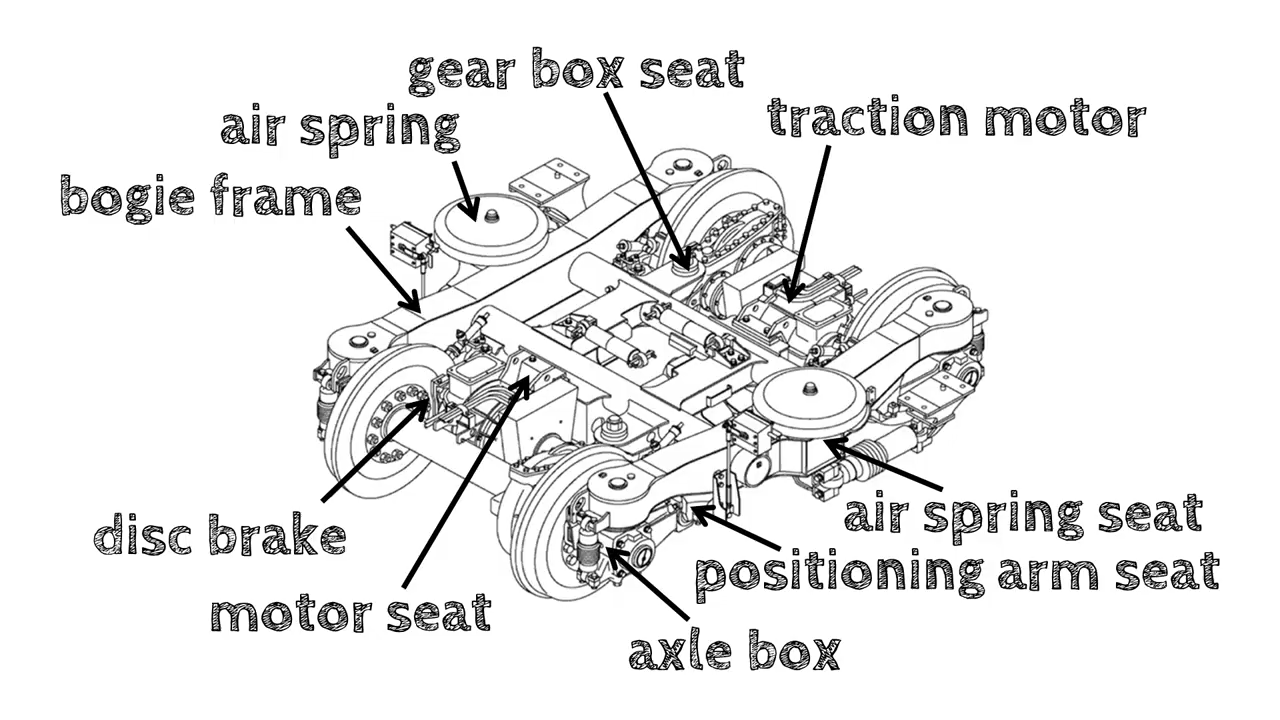 gear box seat
traction motor
air spring
bogie frame
air spring seat
disc brake
positioning arm seat
motor seat
axle box